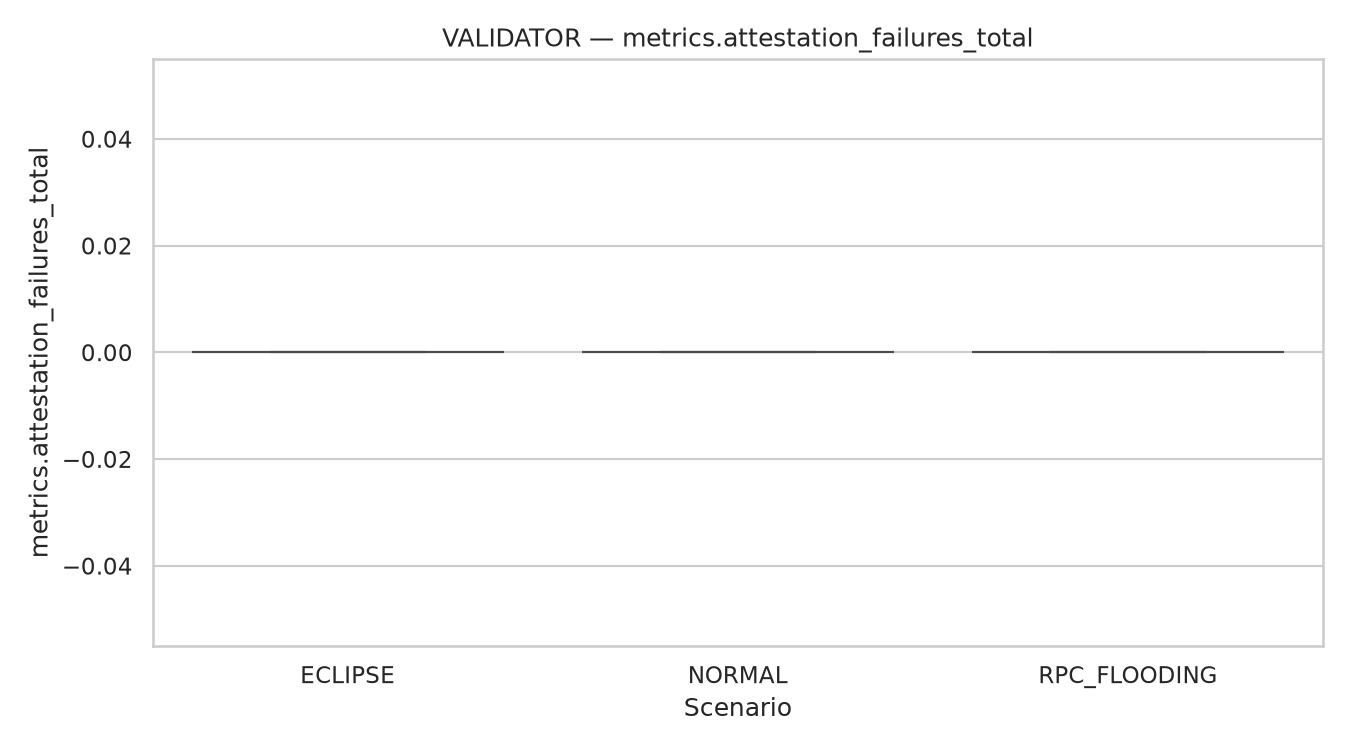 VALIDATOR — metrics.attestation_failures_total
metrics.attestation_failures_total
0.04
0.02
0.00
−0.02
−0.04
ECLIPSE
NORMAL
RPC_FLOODING
Scenario